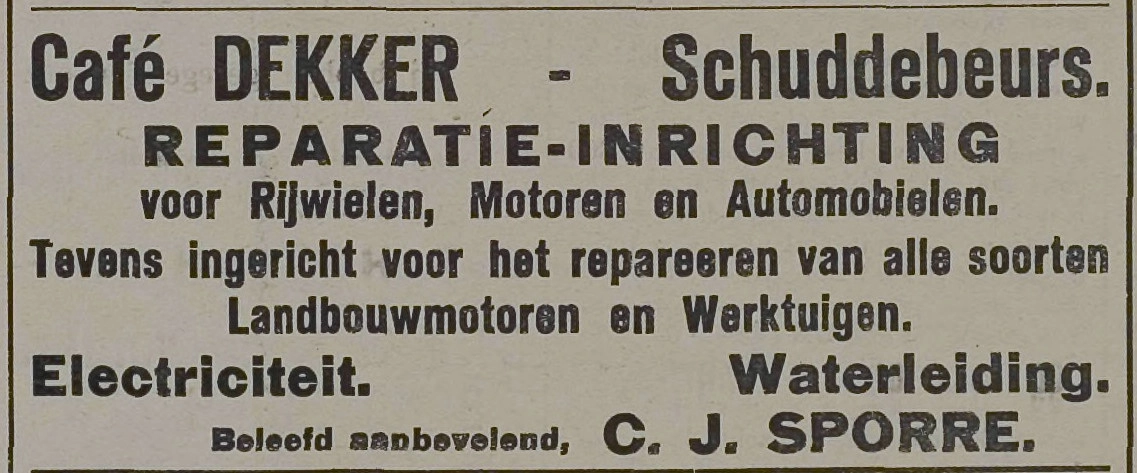 Café DEKKER - Schuddebeurs.
REPARATIE-INRICHTING
voor Rijwielen, Motoren en Automobielen.
Tevens ingericht voor het repareeren van alle soorten
Landbouwmotoren en Werktuigen.
Electriciteit. Waterleiding.
Beleefd aanbevelend, C. J. SPORRE.